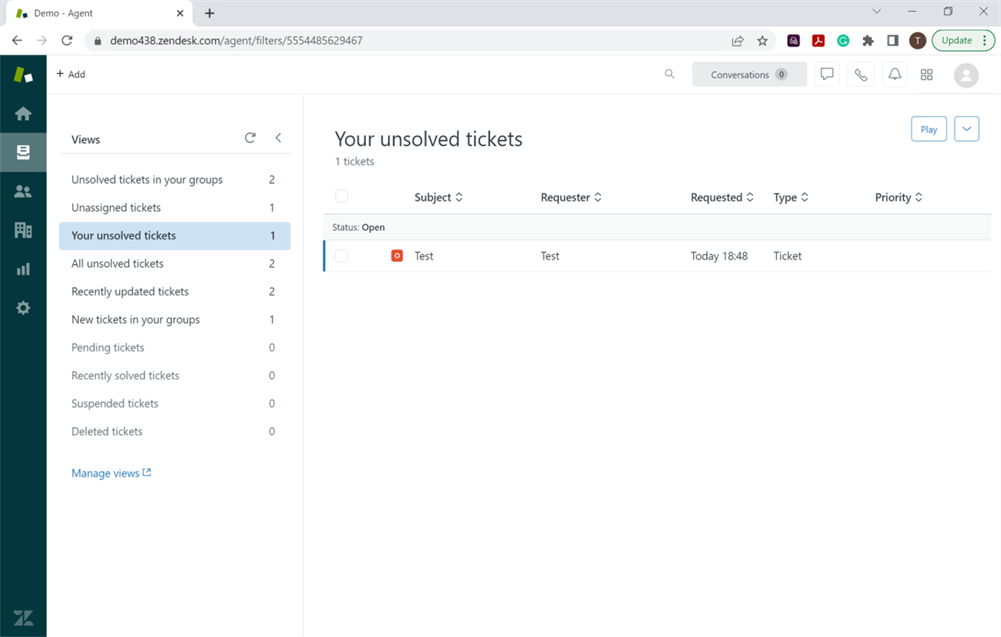 Demo - Agent
demo438.zendesk.com/agent/filters/5554485629467
T
Update
+ Add
Conversations 0
Views
Unsolved tickets in your groups 2
Unassigned tickets 1
Your unsolved tickets 1
All unsolved tickets 2
Recently updated tickets 2
New tickets in your groups 1
Pending tickets 0
Recently solved tickets 0
Suspended tickets 0
Deleted tickets 0
Manage views
Your unsolved tickets
1 tickets
Play
Subject Requester Requested Type Priority
Status: Open
O Test Test Today 18:48 Ticket